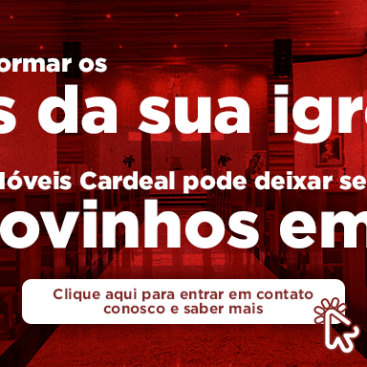 ormar os
s da sua igr
Móveis Cardeal pode deixar se
ovinhos em
Clique aqui para entrar em contato
conosco e saber mais